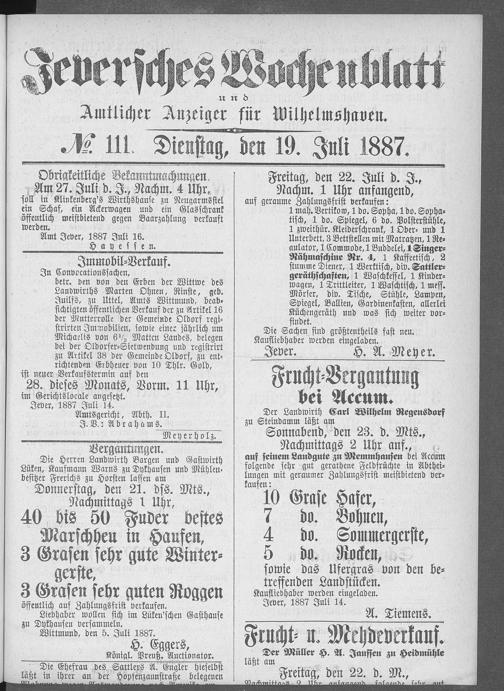 Jeversches Wochenblatt
und
Amtlicher Anzeiger für Wilhelmshaven.
№. 111. Dienstag, den 19. Juli 1887.
Obrigkeitliche Bekanntmachungen.
Am 27. Juli d. J., Nachm. 4 Uhr,
soll in Klinkenberg's Wirthshause zu Neugarmssiel
ein Schaf, ein Ackerwagen und ein Glasschrank
öffentlich meistbietend gegen Baarzahlung verkauft
werden.
Amt Jever, 1887 Juli 16.
Hayessen.
Immobil-Verkauf.
In Convocationssachen,
betr. den von den Erben der Wittwe des
Landwirths Marten Ohnen, Rinste, geb.
Juilfs, zu Uttel, Amts Wittmund, beab-
sichtigten öffentlichen Verkauf der zu Artikel 16
der Mutterrolle der Gemeinde Oldorf regi-
strirten Immobilien, sowie einer jährlich um
Michaelis von 6½ Matten Landes, belegen
bei der Oldorfer-Sietwendung und registrirt
zu Artikel 38 der Gemeinde Oldorf, zu ent-
richtenden Erbheuer von 10 Thlr. Gold,
ist neuer Verkaufstermin auf den
28. dieses Monats, Vorm. 11 Uhr,
im Gerichtslocale angesetzt.
Jever, 1887 Juli 14.
Amtsgericht, Abth. II.
J. V.: Abrahams.
Meyerholz.
Vergantungen.
Die Herren Landwirth Bargen und Gastwirth
Lüken, Kaufmann Warns zu Dykhausen und Mühlen-
besitzer Frerichs zu Horsten lassen am
Donnerstag, den 21. dss. Mts.,
Nachmittags 1 Uhr,
40 bis 50 Fuder bestes
Marschheu in Haufen,
3 Grasen sehr gute Winter-
gerste,
3 Grasen sehr guten Roggen
öffentlich auf Zahlungsfrist verkaufen.
Liebhaber wollen sich im Lüken'schen Gasthause
zu Dykhausen versammeln.
Wittmund, den 5. Juli 1887.
H. Eggers,
Königl. Preuß. Auctionator.
Die Ehefrau des Sattlers A. Engler hieselbst
läßt in ihrer an der Hopfenzaunstraße belegenen
Freitag, den 22. Juli d. J.,
Nachm. 1 Uhr anfangend,
auf geraume Zahlungsfrist verkaufen:
1 mah. Vertikow, 1 do. Sopha, 1 do. Sopha-
tisch, 1 do. Spiegel, 6 do. Polsterstühle,
1 zweithür. Kleiderschrank, 1 Ober- und 1
Unterbett, 3 Bettstellen mit Matratzen, 1 Re-
gulator, 1 Commode, 1 Buddelei, 1 Singer-
Nähmaschine Nr. 4, 1 Kaffeetisch, 2
stumme Diener, 1 Werktisch, div. Sattler-
geräthschaften, 1 Waschkessel, 1 Kinder-
wagen, 1 Trittleiter, 1 Waschtisch, 1 mess.
Mörser, div. Tische, Stühle, Lampen,
Spiegel, Ballien, Gardinenkasten, allerlei
Küchengeräth und was sich weiter vor-
findet.
Die Sachen sind größtentheils fast neu.
Kaufliebhaber werden eingeladen.
Jever. H. A. Meyer.
Frucht-Vergantung
bei Accum.
Der Landwirth Carl Wilhelm Regensdorf
zu Steindamm läßt am
Sonnabend, den 23. d. Mts.,
Nachmittags 2 Uhr anf.,
auf seinem Landgute zu Memmhausen bei Accum
folgende sehr gut gerathene Feldfrüchte in Abthei-
lungen mit geraumer Zahlungsfrist meistbietend ver-
kaufen:
10 Grase Hafer,
7 do. Bohnen,
4 do. Sommergerste,
5 do. Rocken,
sowie das Ufergras von den be-
treffenden Landstücken.
Kaufliebhaber werden eingeladen.
Jever, 1887 Juli 14.
A. Tiemens.
Frucht- u. Mehdeverkauf.
Der Müller H. A. Janssen zu Heidmühle
läßt am
Freitag, den 22. d. M.,